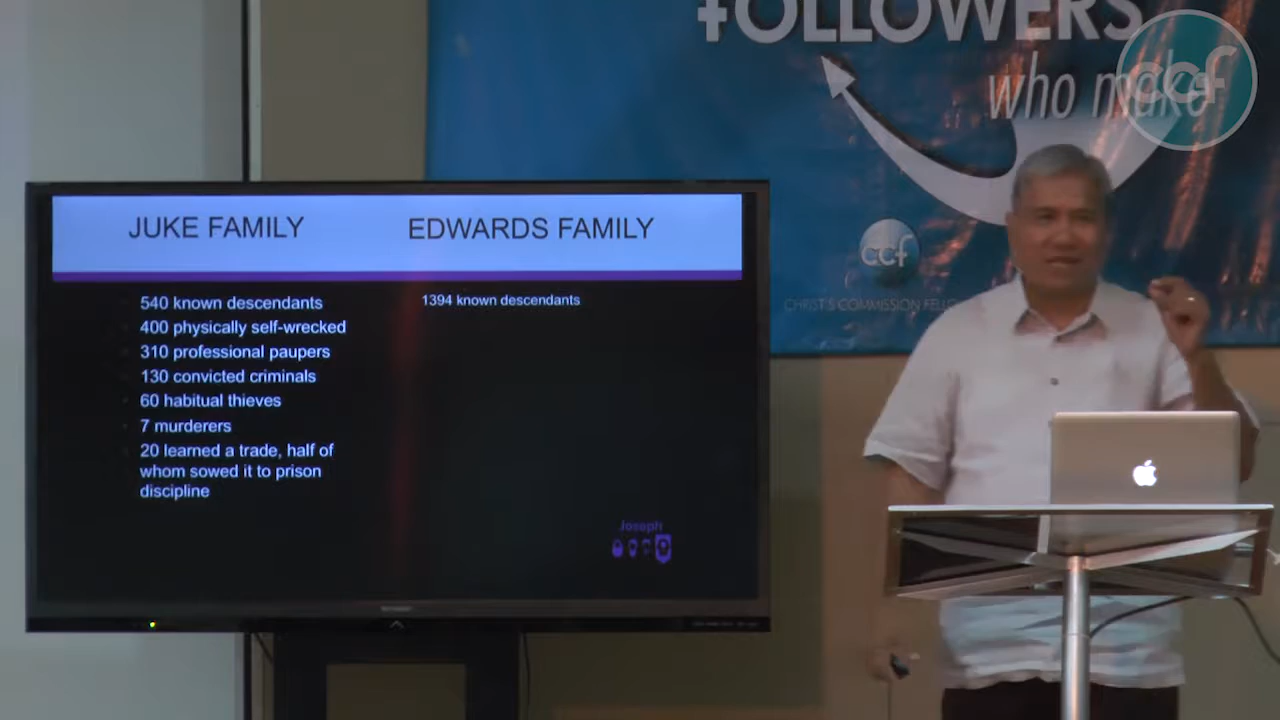 FOLLOWERS
who make
ccf
ccf
CHRIST'S COMMISSION FELLO
JUKE FAMILY
EDWARDS FAMILY
540 known descendants
400 physically self-wrecked
310 professional paupers
130 convicted criminals
60 habitual thieves
7 murderers
20 learned a trade, half of
whom sowed it to prison
discipline
1394 known descendants
Joseph